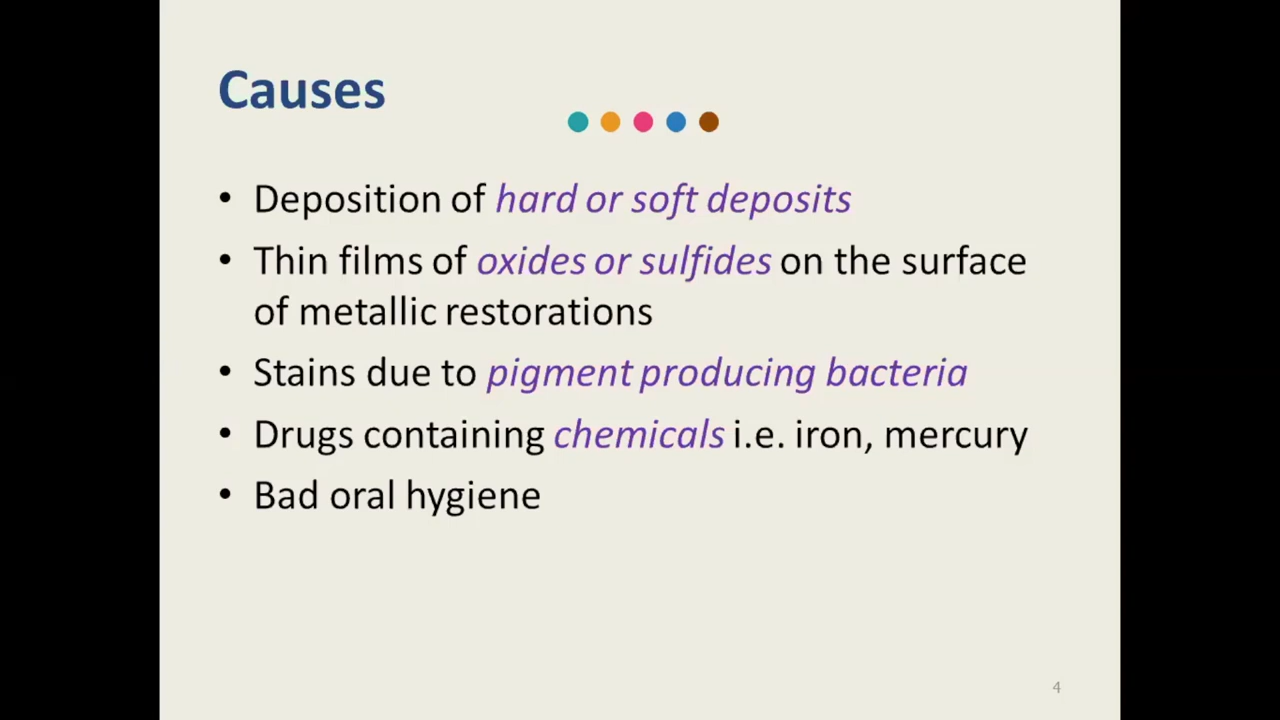 Causes
• Deposition of hard or soft deposits
• Thin films of oxides or sulfides on the surface
of metallic restorations
• Stains due to pigment producing bacteria
• Drugs containing chemicals i.e. iron, mercury
• Bad oral hygiene
4